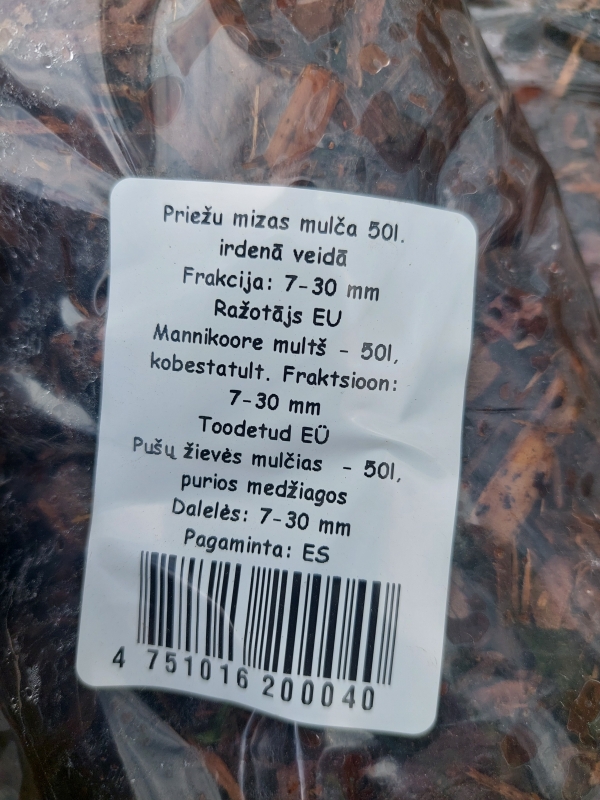 Priežu mizas mulča 50l.
irdenā veidā
Frakcija: 7-30 mm
Ražotājs EU
Mannikoore multš - 50l,
kobestatult. Fraktsioon:
7-30 mm
Toodetud EÜ
Pušų žievės mulčias - 50l,
purios medžiagos
Dalelės: 7-30 mm
Pagaminta: ES
4 751016 200040